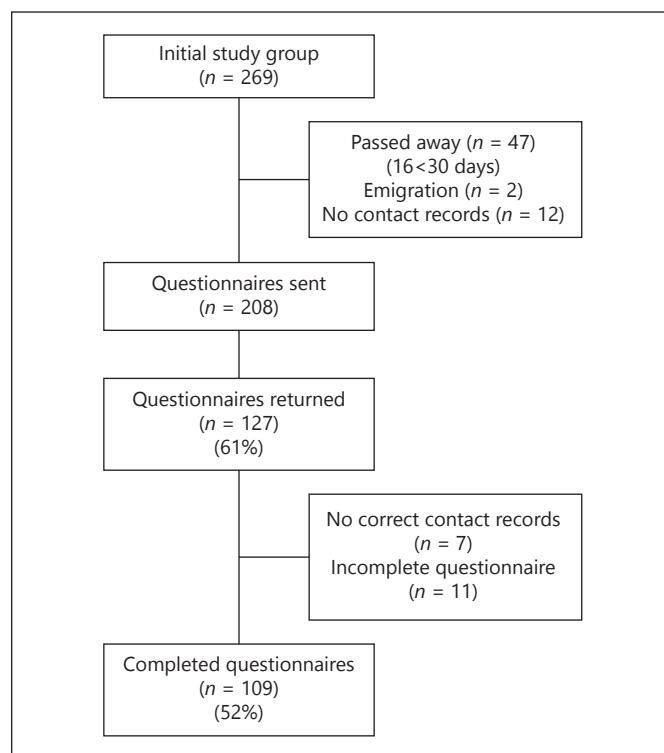 Initial study group
(n = 269)
Passed away (n = 47)
(16<30 days)
Emigration (n = 2)
No contact records (n = 12)
Questionnaires sent
(n = 208)
Questionnaires returned
(n = 127)
(61%)
No correct contact records
(n = 7)
Incomplete questionnaire
(n = 11)
Completed questionnaires
(n = 109)
(52%)